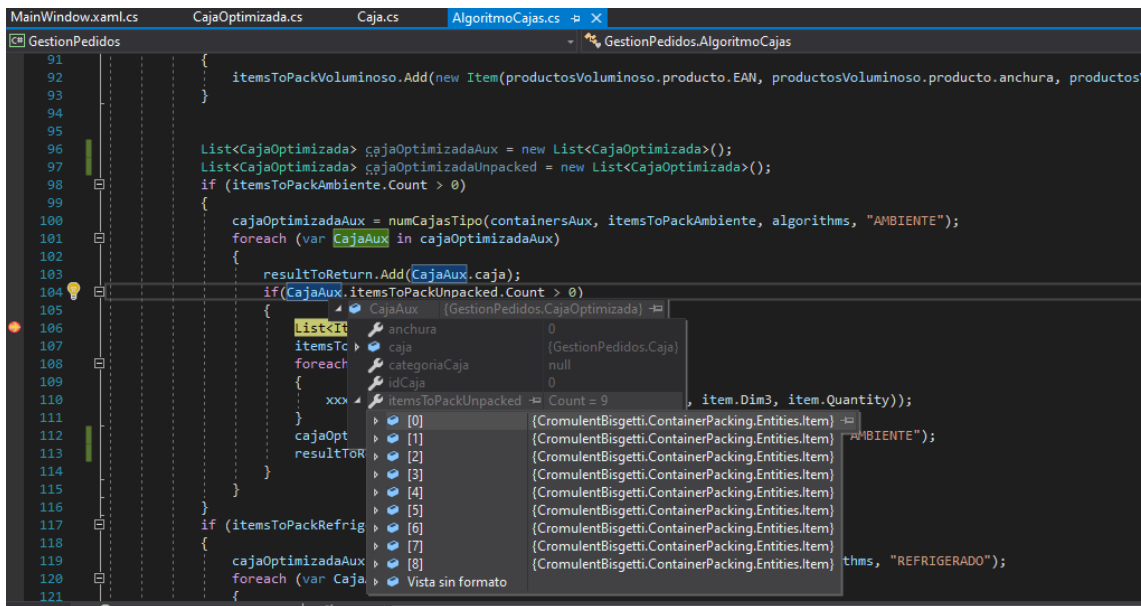 MainWindow.xaml.cs CajaOptimizada.cs Caja.cs AlgoritmoCajas.cs
C# GestionPedidos GestionPedidos.AlgoritmoCajas
91 {
92 itemsToPackVoluminoso.Add(new Item(productosVoluminoso.producto.EAN, productosVoluminoso.producto.anchura, productosV
93 }
94
95
96 List<CajaOptimizada> cajaOptimizadaAux = new List<CajaOptimizada>();
97 List<CajaOptimizada> cajaOptimizadaUnpacked = new List<CajaOptimizada>();
98 if (itemsToPackAmbiente.Count > 0)
99 {
100 cajaOptimizadaAux = numCajasTipo(containersAux, itemsToPackAmbiente, algorithms, "AMBIENTE");
101 foreach (var CajaAux in cajaOptimizadaAux)
102 {
103 resultToReturn.Add(CajaAux.caja);
104 if(CajaAux.itemsToPackUnpacked.Count > 0)
105 { CajaAux {GestionPedidos.CajaOptimizada}
106 List<It anchura 0
107 itemsTo caja {GestionPedidos.Caja}
108 foreach categoriaCaja null
109 { idCaja 0
110 xxx itemsToPackUnpacked Count = 9 , item.Dim3, item.Quantity));
111 } [0] {CromulentBisgetti.ContainerPacking.Entities.Item}
112 cajaOpt [1] {CromulentBisgetti.ContainerPacking.Entities.Item} AMBIENTE");
113 resultToR [2] {CromulentBisgetti.ContainerPacking.Entities.Item}
114 } [3] {CromulentBisgetti.ContainerPacking.Entities.Item}
115 } [4] {CromulentBisgetti.ContainerPacking.Entities.Item}
116 } [5] {CromulentBisgetti.ContainerPacking.Entities.Item}
117 if (itemsToPackRefrig [6] {CromulentBisgetti.ContainerPacking.Entities.Item}
118 { [7] {CromulentBisgetti.ContainerPacking.Entities.Item}
119 cajaOptimizadaAux [8] {CromulentBisgetti.ContainerPacking.Entities.Item} thms, "REFRIGERADO");
120 foreach (var Caja Vista sin formato
121 {